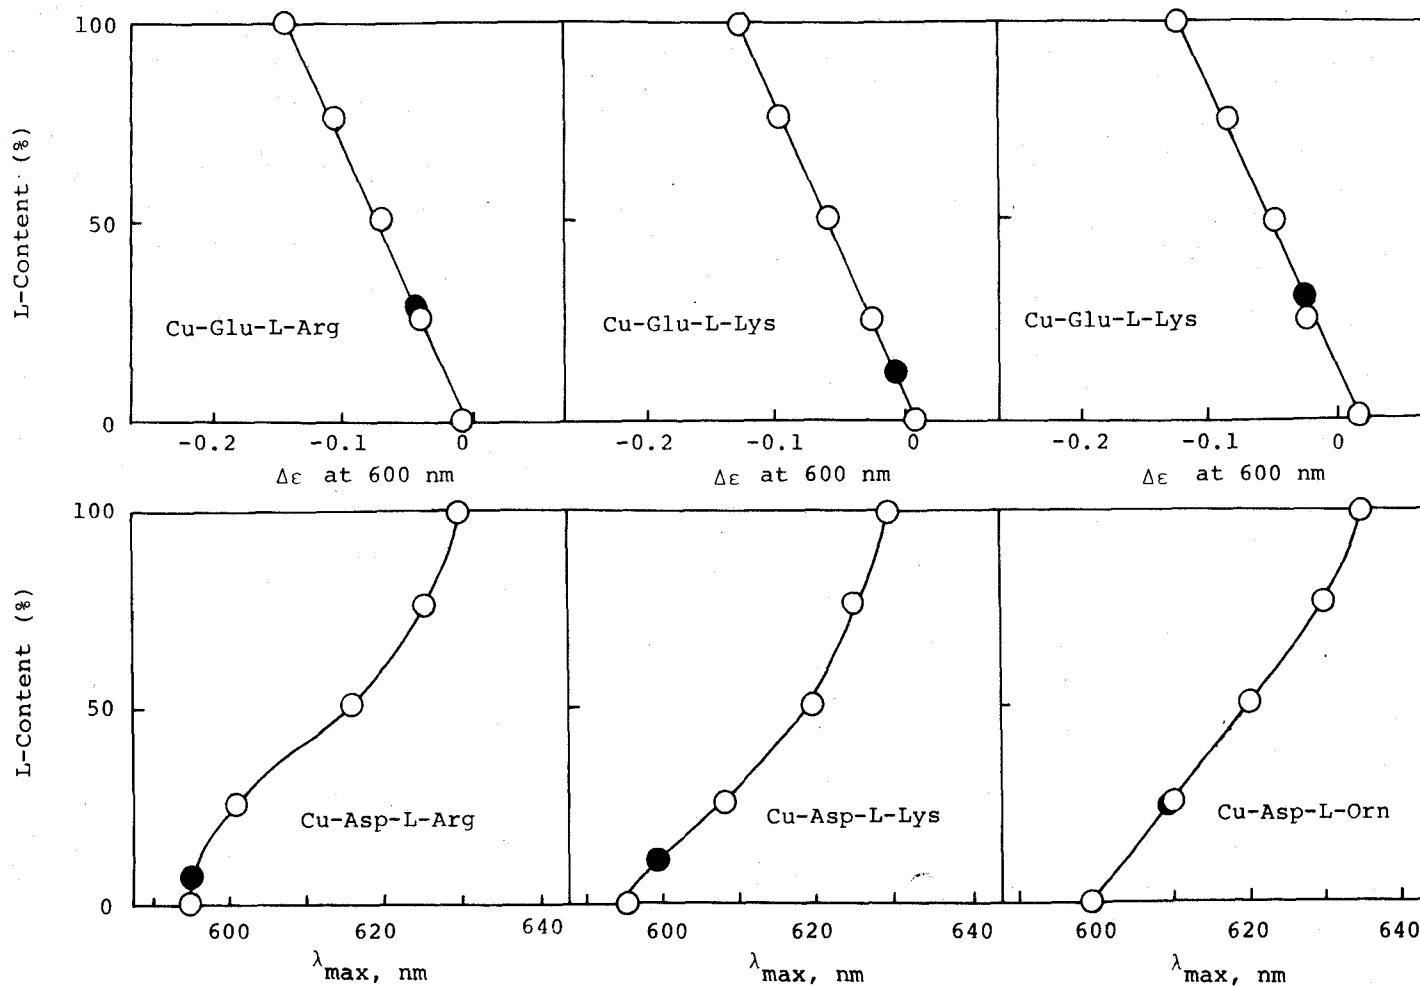 L-Content (%)
100
50
0
Cu-Glu-L-Arg
Cu-Glu-L-Lys
Cu-Glu-L-Lys
-0.2 -0.1 0
-0.2 -0.1 0
-0.2 -0.1 0
Δε at 600 nm
Δε at 600 nm
Δε at 600 nm
L-Content (%)
100
50
0
Cu-Asp-L-Arg
Cu-Asp-L-Lys
Cu-Asp-L-Orn
600 620 640
600 620 640
600 620 640
λmax, nm
λmax, nm
λmax, nm